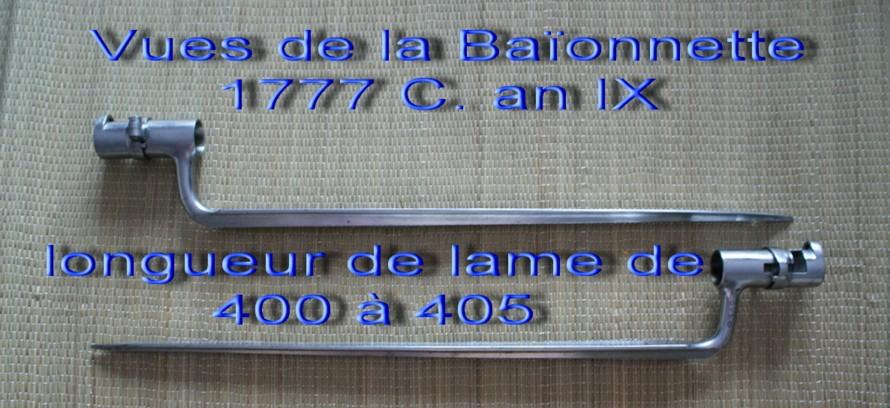 Vues de la Baïonnette
1777 C. an IX
longueur de lame de
400 à 405